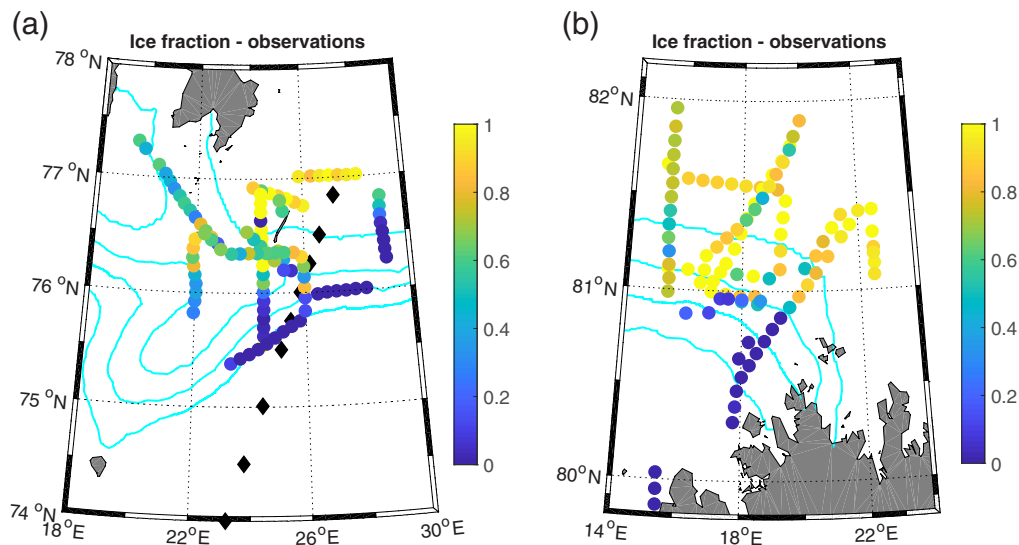 (a)
Ice fraction - observations
78 °N
77 °N
76 °N
75 °N
74 °N
18°E
22°E
26°E
30°E
1
0.8
0.6
0.4
0.2
0
(b)
Ice fraction - observations
82°N
81°N
80°N
14°E
18°E
22°E
1
0.8
0.6
0.4
0.2
0